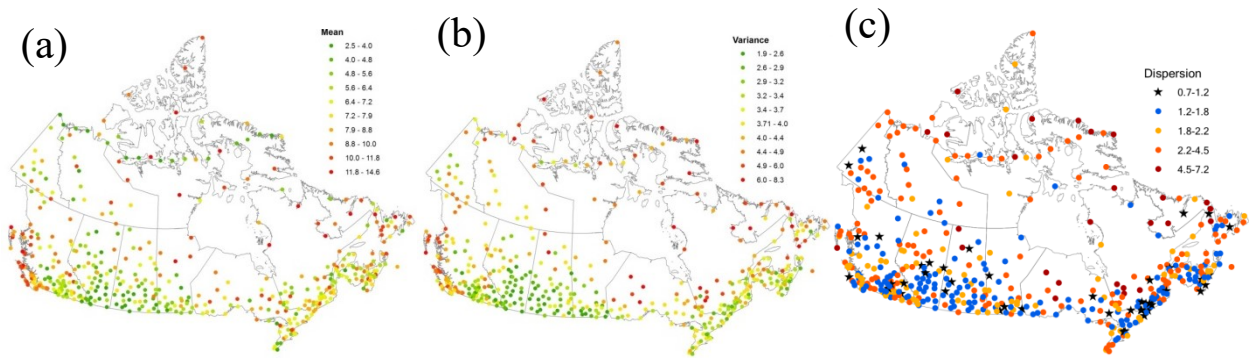 (a)
Mean
2.5 - 4.0
4.0 - 4.8
4.8 - 5.6
5.6 - 6.4
6.4 - 7.2
7.2 - 7.9
7.9 - 8.8
8.8 - 10.0
10.0 - 11.8
11.8 - 14.6
(b)
Variance
1.9 - 2.6
2.6 - 2.9
2.9 - 3.2
3.2 - 3.4
3.4 - 3.7
3.71 - 4.0
4.0 - 4.4
4.4 - 4.9
4.9 - 6.0
6.0 - 8.3
(c)
Dispersion
0.7-1.2
1.2-1.8
1.8-2.2
2.2-4.5
4.5-7.2